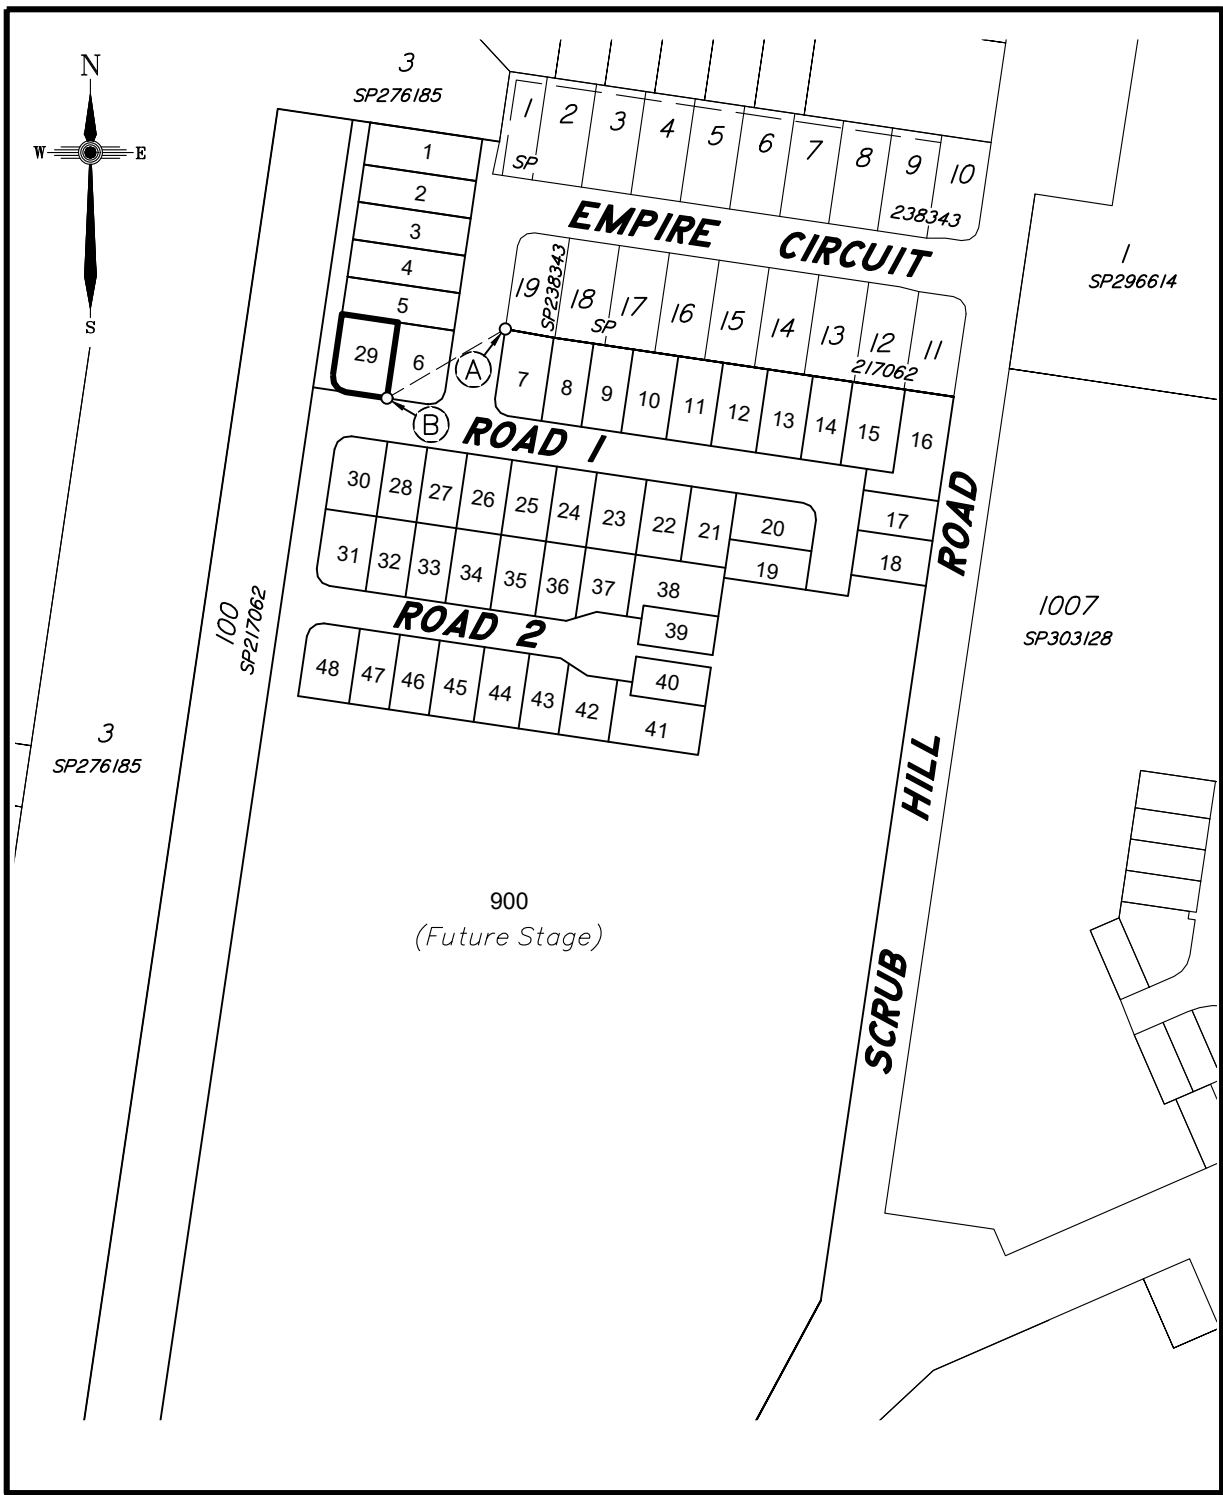 N
W E
S
3
SP276185
1 2 3 4 5 6 7 8 9 10
SP
238343
EMPIRE CIRCUIT
1
SP296614
1
2
3
4
5
29 6
19 18 17 16 15 14 13 12 11
SP238343
SP
217062
A
B
7 8 9 10 11 12 13 14 15 16
ROAD 1
30 28 27 26 25 24 23 22 21 20
17
18
19
31 32 33 34 35 36 37 38
39
ROAD 2
40
48 47 46 45 44 43 42 41
100
SP217062
1007
SP303128
3
SP276185
SCRUB HILL ROAD
900
(Future Stage)